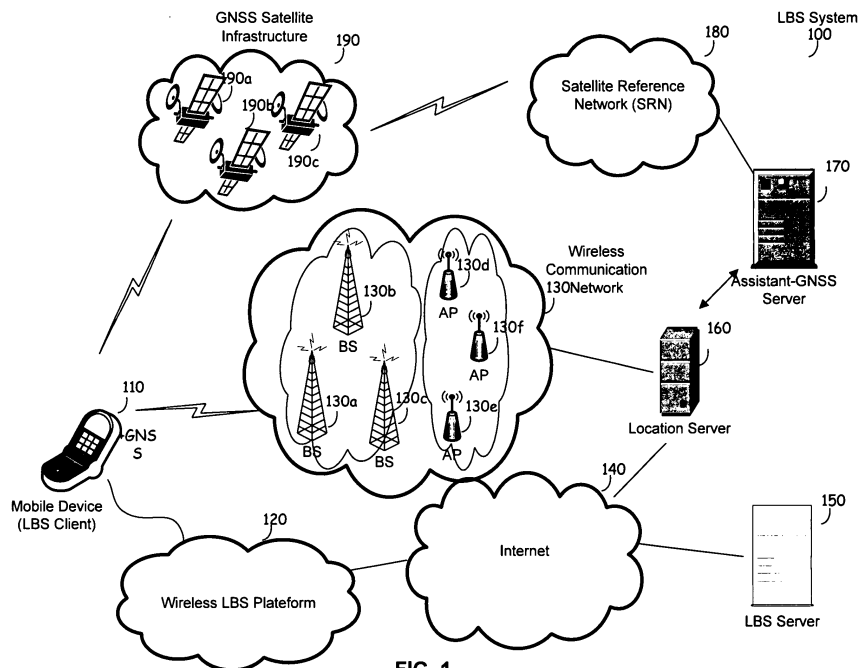 GNSS Satellite
Infrastructure
190
190a
190b
190c
180
Satellite Reference
Network (SRN)
LBS System
100
170
Assistant-GNSS
Server
Wireless
Communication
130Network
130b
BS
130a
BS
130c
BS
130d
AP
130f
AP
130e
AP
160
Location Server
110
+GNS
S
Mobile Device
(LBS Client)
120
Wireless LBS Plateform
140
Internet
150
LBS Server
FIG. 1